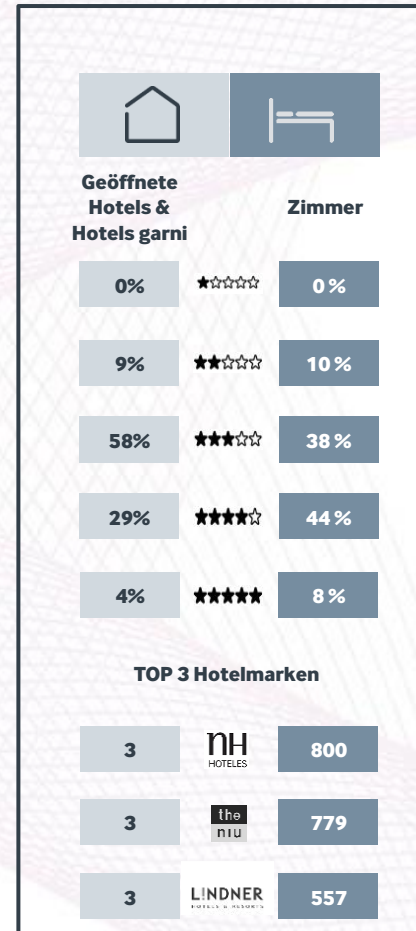 Geöffnete
Hotels &
Hotels garni
Zimmer
0%
0 %
9%
10 %
58%
38 %
29%
44 %
4%
8 %
TOP 3 Hotelmarken
3
nH
HOTELES
800
3
the
niu
779
3
L!NDNER
HOTELS & RESORTS
557